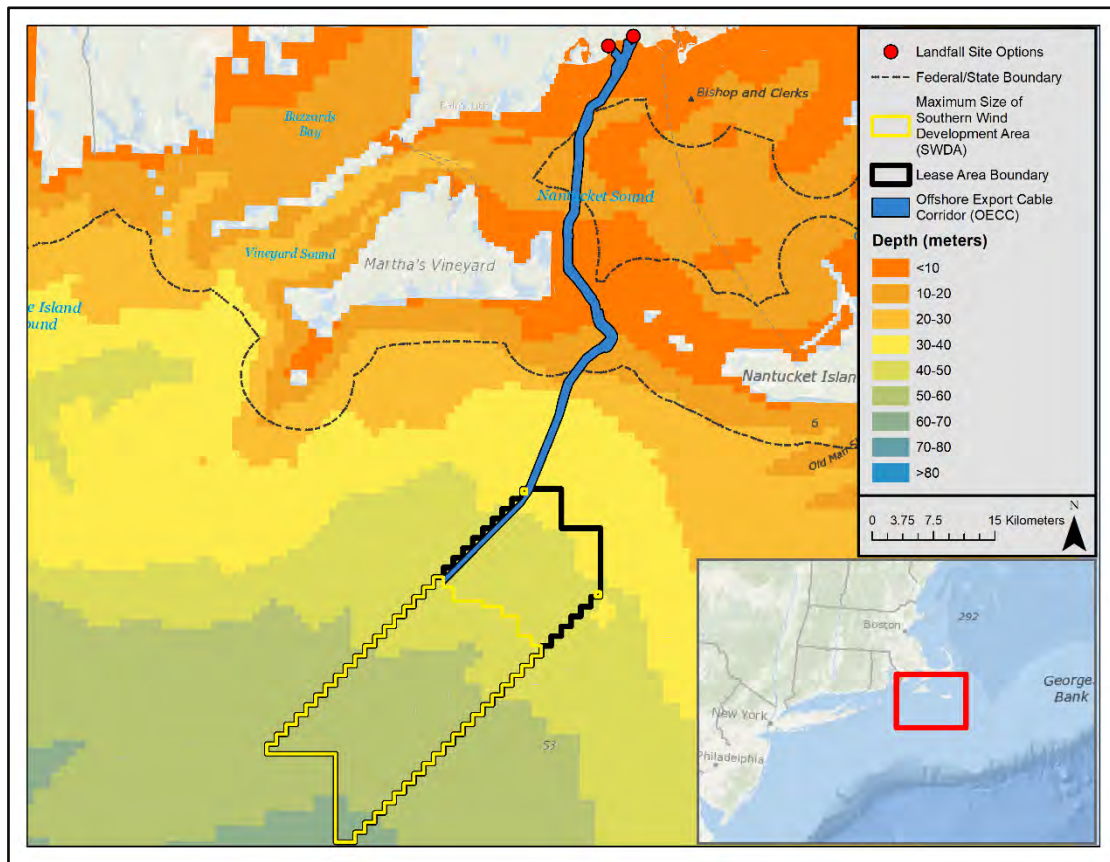 Buzzards
Bay
Bishop and Clerks
Nantucket Sound
Vineyard Sound
Martha's Vineyard
e Island
ound
Nantucket Islan
6
Old Man S
53
Landfall Site Options
Federal/State Boundary
Maximum Size of
Southern Wind
Development Area
(SWDA)
Lease Area Boundary
Offshore Export Cable
Corridor (OECC)
Depth (meters)
<10
10-20
20-30
30-40
40-50
50-60
60-70
70-80
>80
N
0 3.75 7.5 15 Kilometers
292
Boston
George
Bank
New York
Philadelphia